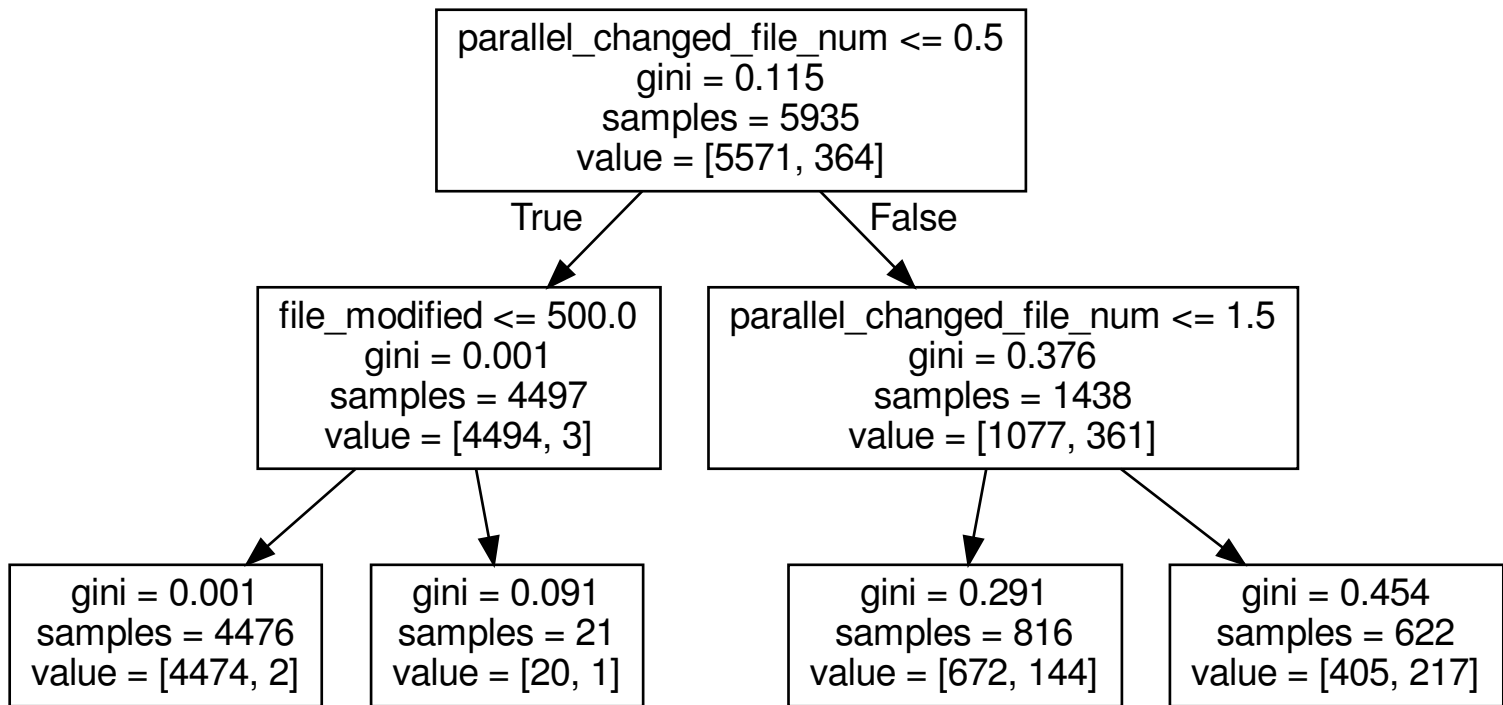 parallel_changed_file_num <= 0.5
gini = 0.115
samples = 5935
value = [5571, 364]
True
False
file_modified <= 500.0
gini = 0.001
samples = 4497
value = [4494, 3]
parallel_changed_file_num <= 1.5
gini = 0.376
samples = 1438
value = [1077, 361]
gini = 0.001
samples = 4476
value = [4474, 2]
gini = 0.091
samples = 21
value = [20, 1]
gini = 0.291
samples = 816
value = [672, 144]
gini = 0.454
samples = 622
value = [405, 217]